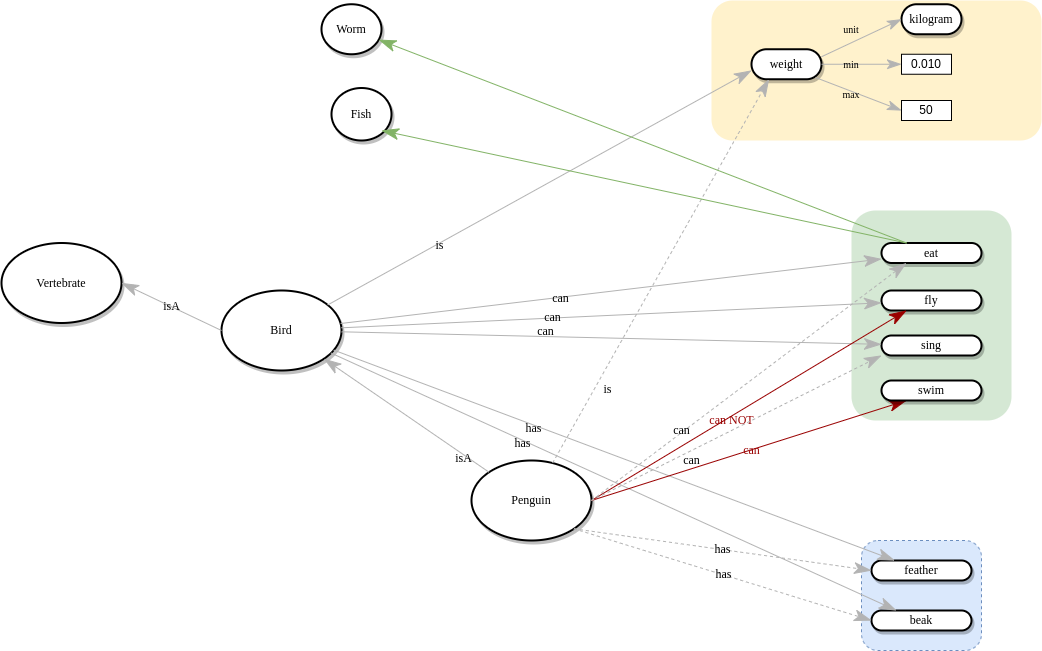 Worm
kilogram
unit
Fish
weight
min
0.010
max
50
is
eat
Vertebrate
isA
can
fly
can
Bird
can
sing
is
swim
has
can NOT
can
has
isA
can
can
Penguin
has
feather
has
beak